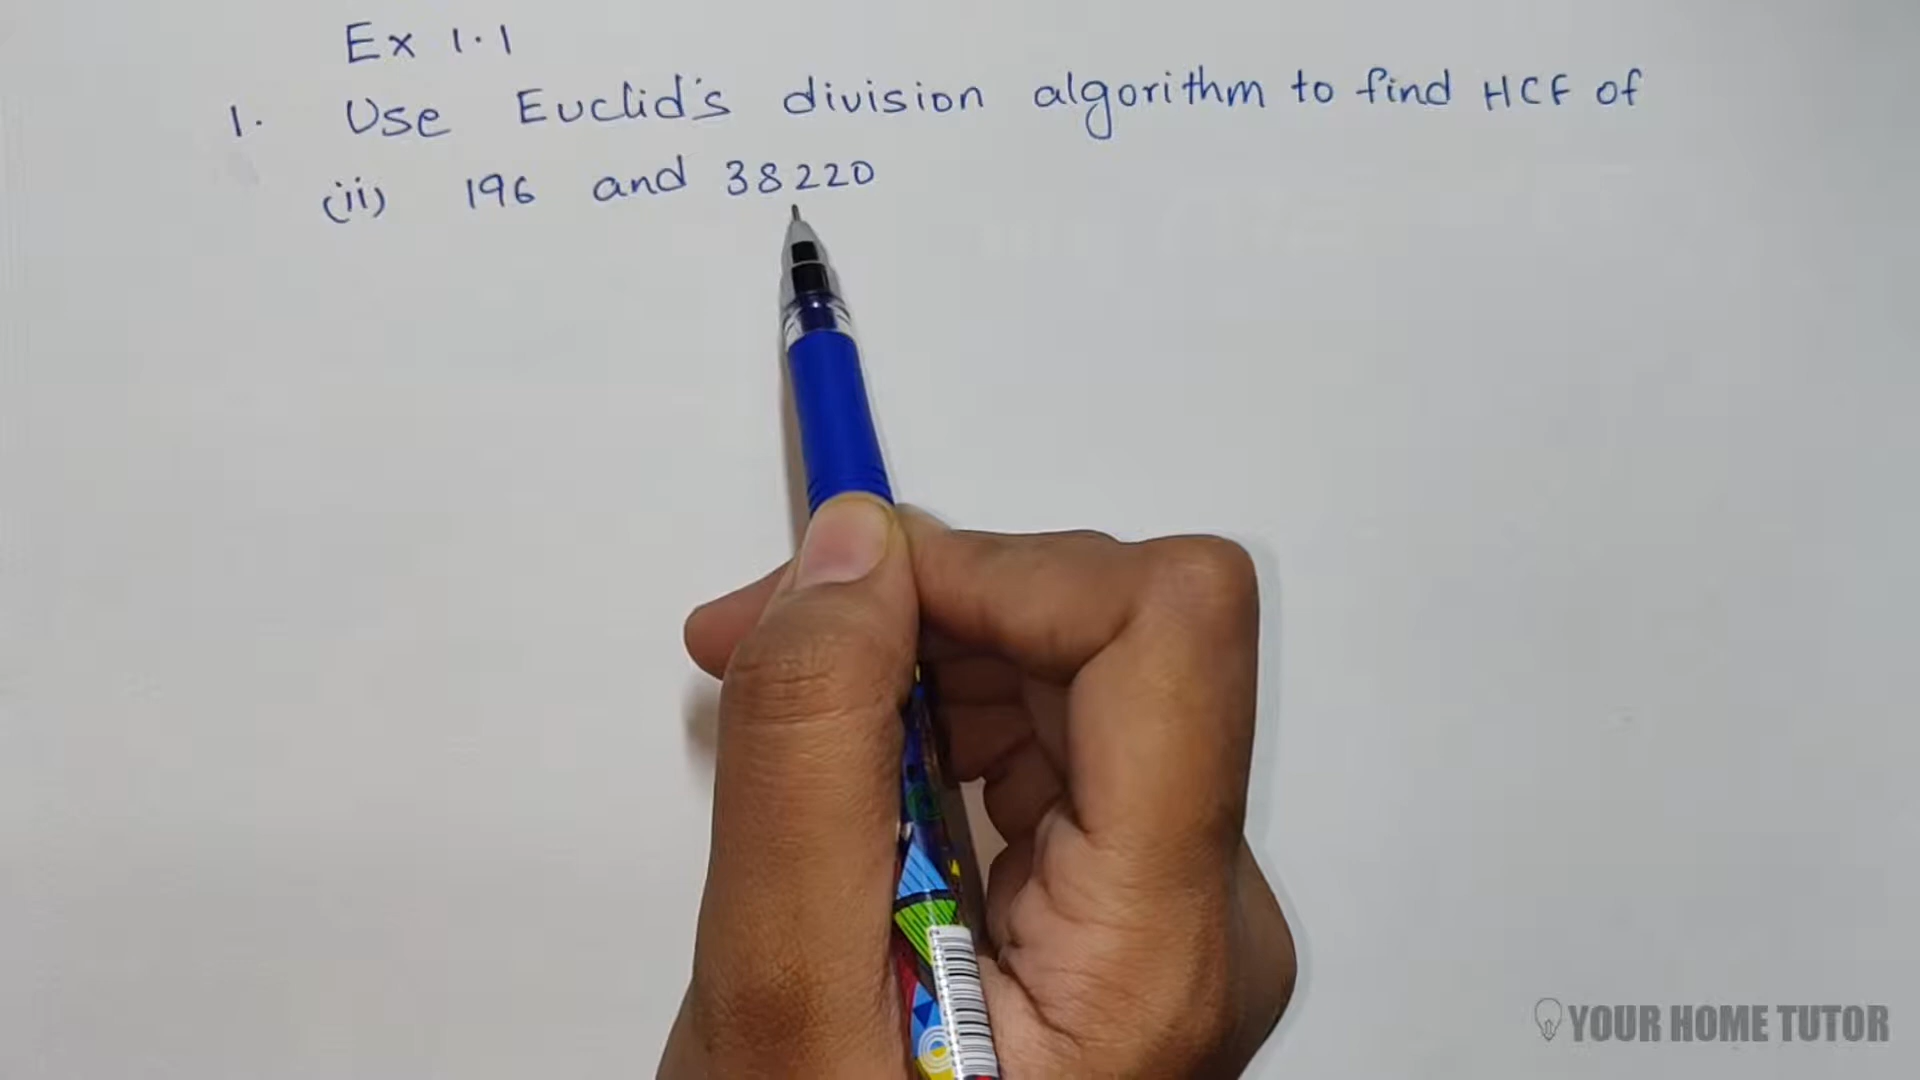 Ex 1.1
1. Use Euclid's division algorithm to find HCF of
(ii) 196 and 38220
YOUR HOME TUTOR